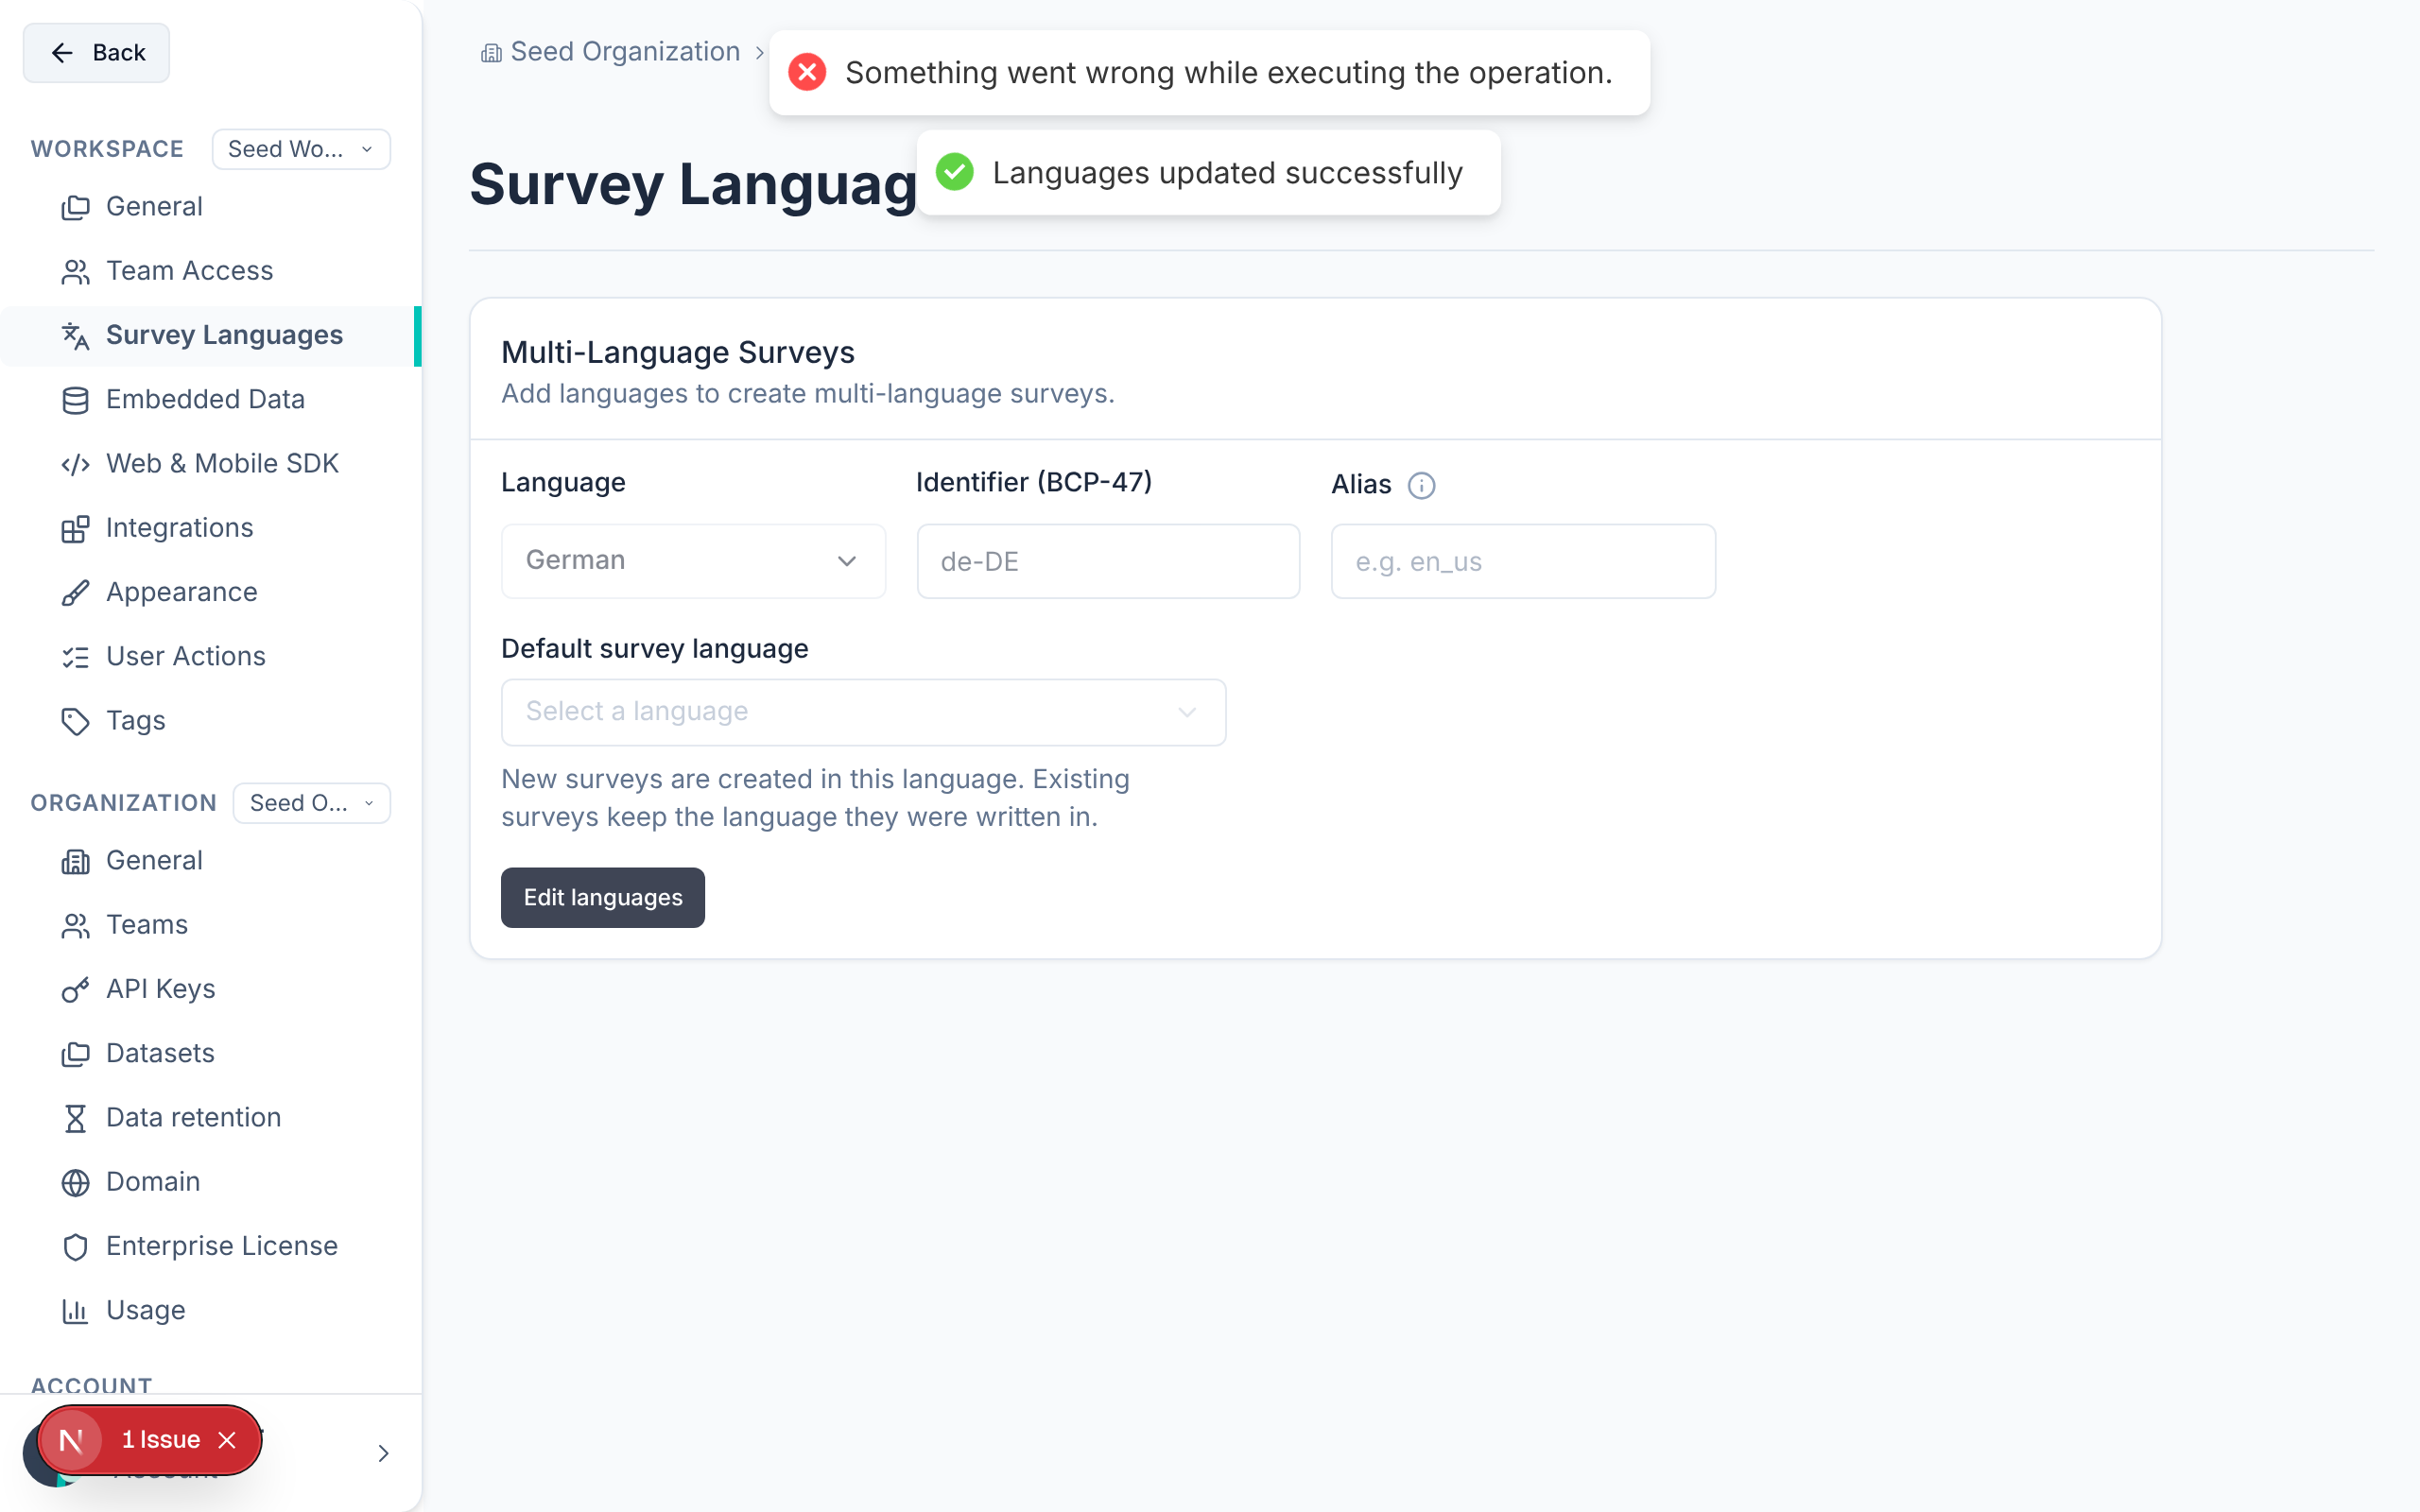 Back
WORKSPACE
Seed Wo...
General
Team Access
Survey Languages
Embedded Data
Web & Mobile SDK
Integrations
Appearance
User Actions
Tags
ORGANIZATION
Seed O...
General
Teams
API Keys
Datasets
Data retention
Domain
Enterprise License
Usage
ACCOUNT
1 Issue
Seed Organization
Something went wrong while executing the operation.
Languages updated successfully
Survey Languag
Multi-Language Surveys
Add languages to create multi-language surveys.
Language
Identifier (BCP-47)
Alias
German
de-DE
e.g. en_us
Default survey language
Select a language
New surveys are created in this language. Existing
surveys keep the language they were written in.
Edit languages